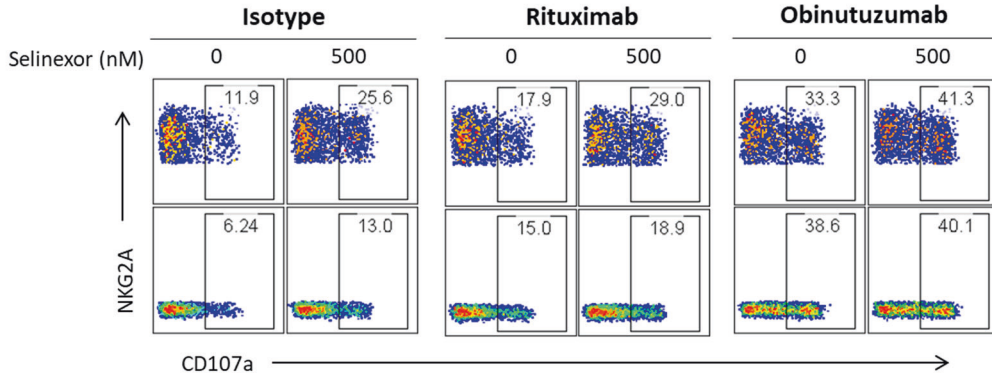 Isotype Rituximab Obinutuzumab
Selinexor (nM) 0 500 0 500 0 500
11.9 25.6 17.9 29.0 33.3 41.3
6.24 13.0 15.0 18.9 38.6 40.1
NKG2A
CD107a